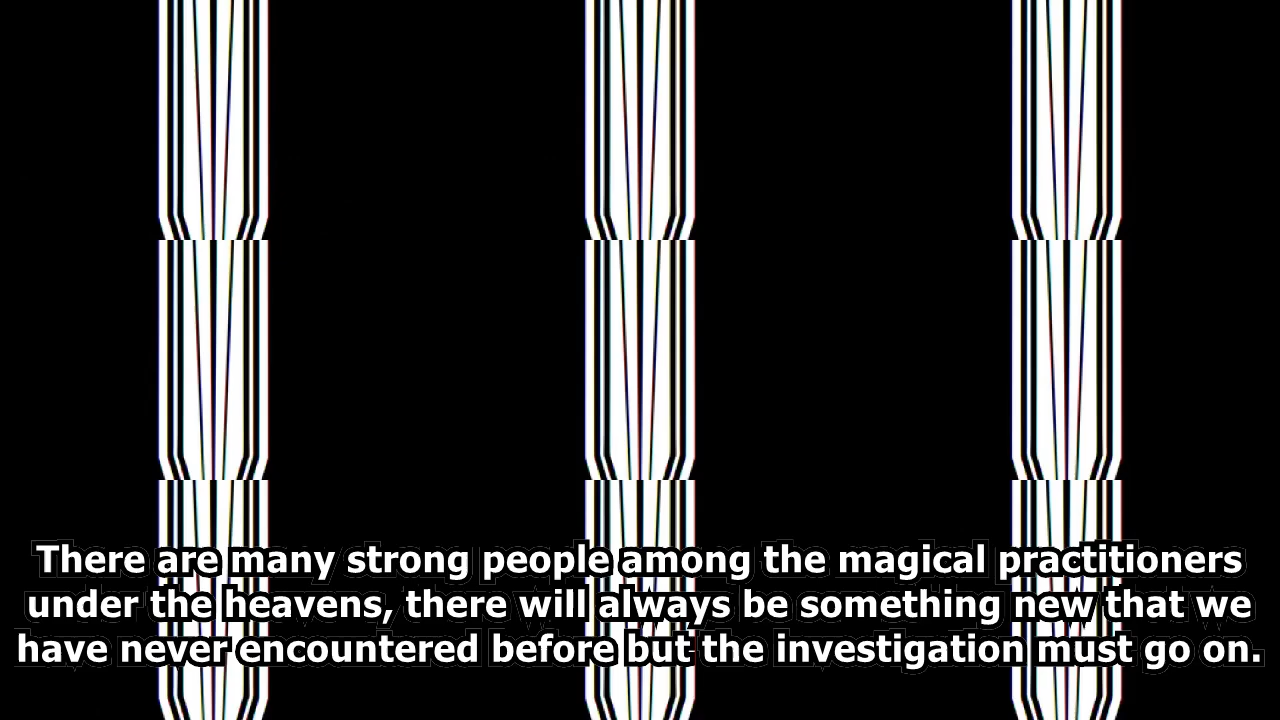 There are many strong people among the magical practitioners
under the heavens, there will always be something new that we
have never encountered before but the investigation must go on.